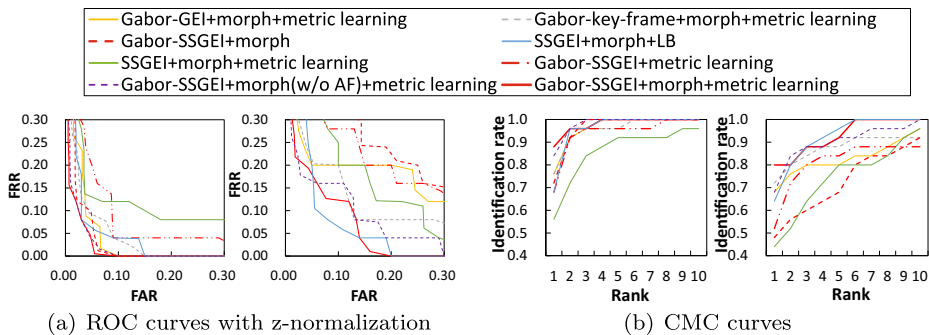 Gabor-GEI+morph+metric learning
Gabor-key-frame+morph+metric learning
Gabor-SSGEI+morph
SSGEI+morph+LB
SSGEI+morph+metric learning
Gabor-SSGEI+metric learning
Gabor-SSGEI+morph(w/o AF)+metric learning
Gabor-SSGEI+morph+metric learning
FRR
0.30
0.25
0.20
0.15
0.10
0.05
0.00
0.00 0.10 0.20 0.30
FAR
FRR
0.30
0.25
0.20
0.15
0.10
0.05
0.00
0.00 0.10 0.20 0.30
FAR
Identification rate
1.0
0.9
0.8
0.7
0.6
0.5
0.4
1 2 3 4 5 6 7 8 9 10
Rank
Identification rate
1.0
0.9
0.8
0.7
0.6
0.5
0.4
1 2 3 4 5 6 7 8 9 10
Rank
(a) ROC curves with z-normalization
(b) CMC curves